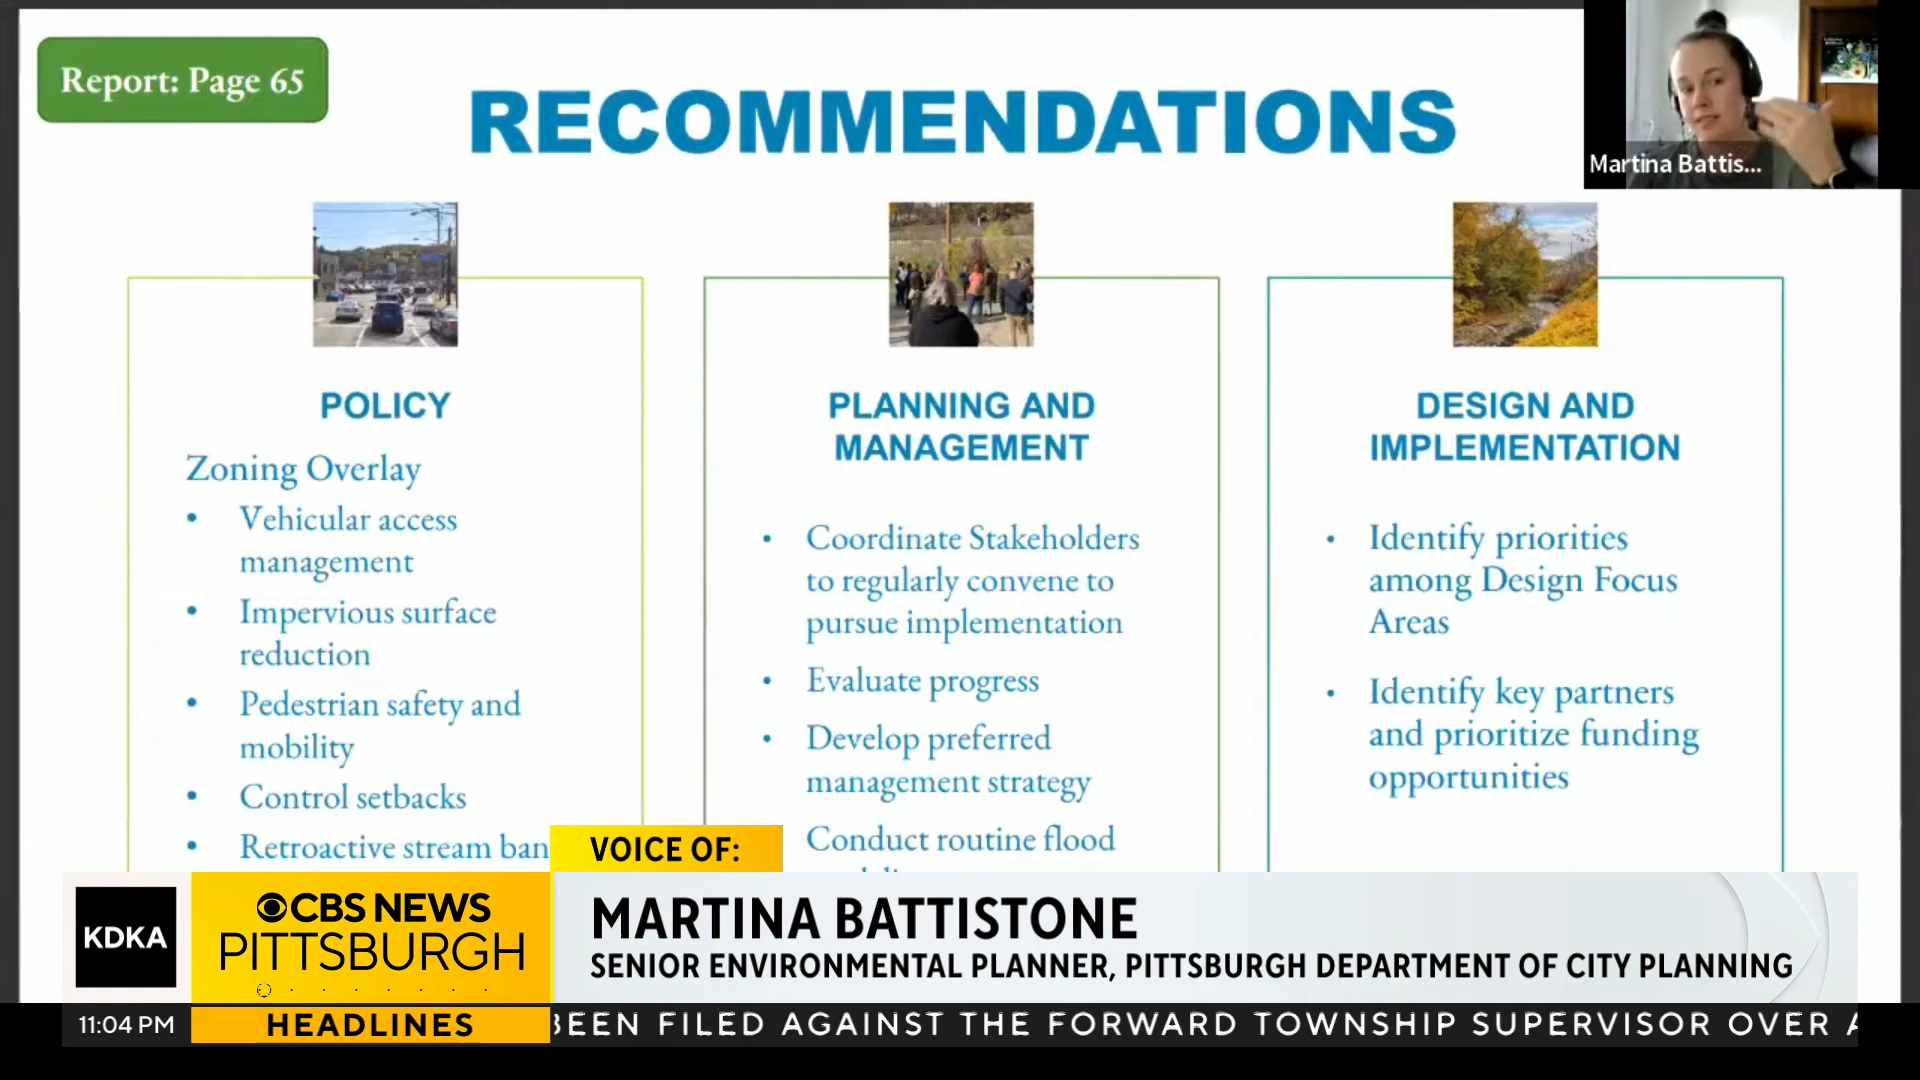 Report: Page 65
RECOMMENDATIONS
Martina Battis...
POLICY
Zoning Overlay
• Vehicular access
management
• Impervious surface
reduction
• Pedestrian safety and
mobility
• Control setbacks
• Retroactive stream ban
PLANNING AND
MANAGEMENT
• Coordinate Stakeholders
to regularly convene to
pursue implementation
• Evaluate progress
• Develop preferred
management strategy
Conduct routine flood
DESIGN AND
IMPLEMENTATION
• Identify priorities
among Design Focus
Areas
• Identify key partners
and prioritize funding
opportunities
VOICE OF:
KDKA
CBS NEWS
PITTSBURGH
MARTINA BATTISTONE
SENIOR ENVIRONMENTAL PLANNER, PITTSBURGH DEPARTMENT OF CITY PLANNING
11:04 PM
HEADLINES
BEEN FILED AGAINST THE FORWARD TOWNSHIP SUPERVISOR OVER A